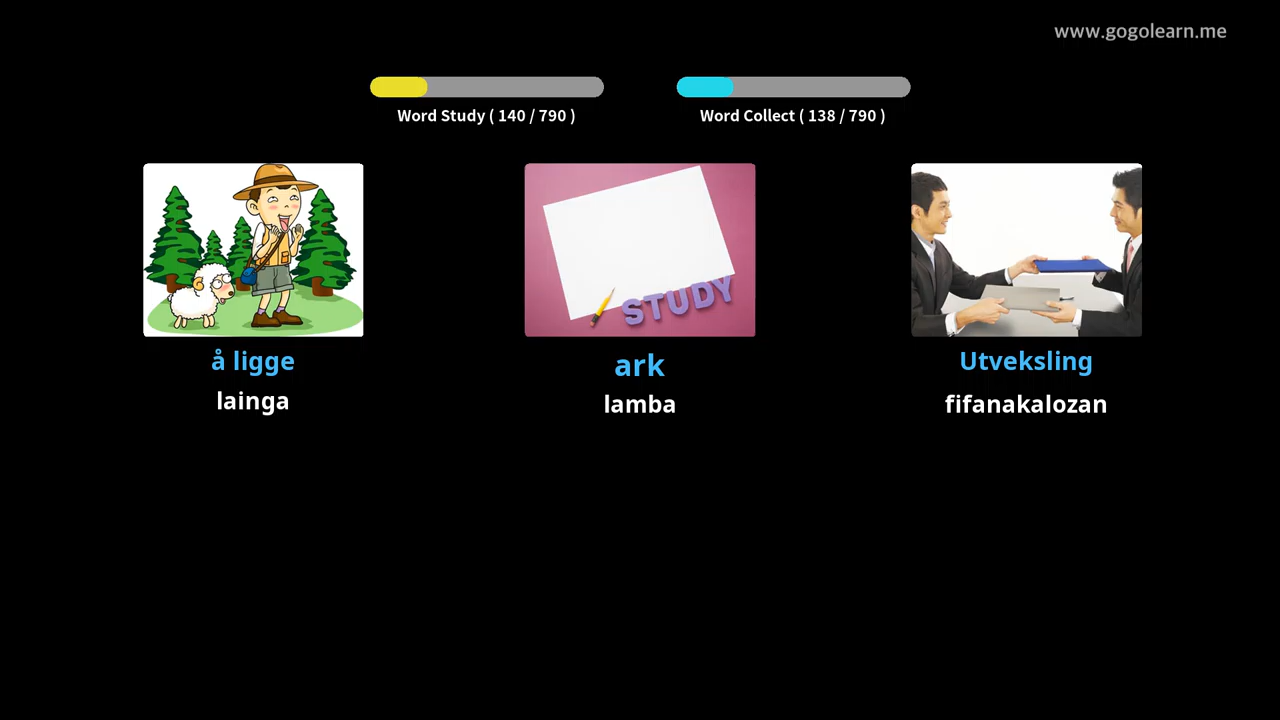 www.gogolearn.me
Word Study ( 140 / 790 )
Word Collect ( 138 / 790 )
STUDY
å ligge
lainga
ark
lamba
Utveksling
fifanakalozan